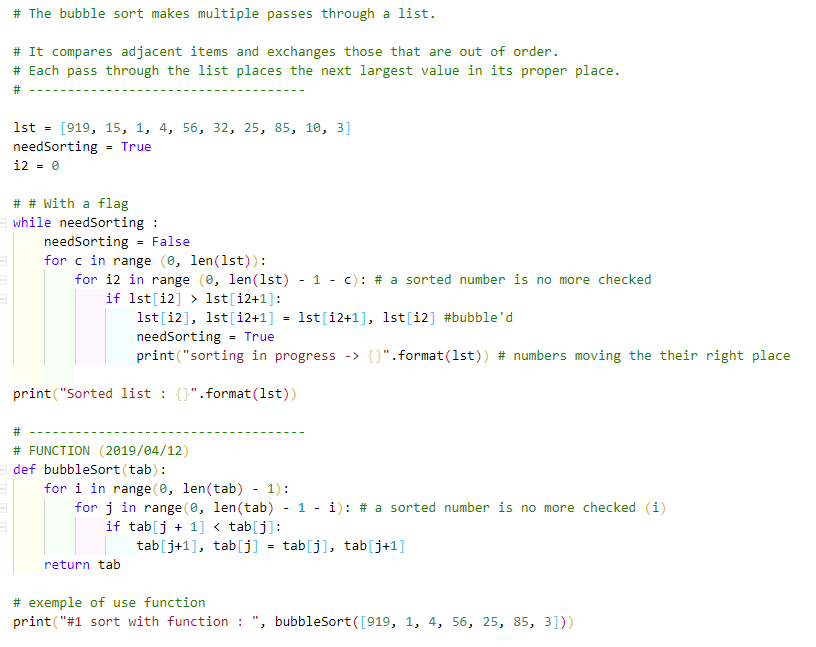 # The bubble sort makes multiple passes through a list.
# It compares adjacent items and exchanges those that are out of order.
# Each pass through the list places the next largest value in its proper place.
# ------------------------------------
lst = [919, 15, 1, 4, 56, 32, 25, 85, 10, 3]
needSorting = True
i2 = 0
# # With a flag
while needSorting :
    needSorting = False
    for c in range (0, len(lst)):
        for i2 in range (0, len(lst) - 1 - c): # a sorted number is no more checked
            if lst[i2] > lst[i2+1]:
                lst[i2], lst[i2+1] = lst[i2+1], lst[i2] #bubble'd
                needSorting = True
                print("sorting in progress -> {}".format(lst)) # numbers moving the their right place
print("Sorted list : {}".format(lst))
# ------------------------------------
# FUNCTION (2019/04/12)
def bubbleSort(tab):
    for i in range(0, len(tab) - 1):
        for j in range(0, len(tab) - 1 - i): # a sorted number is no more checked (i)
            if tab[j + 1] < tab[j]:
                tab[j+1], tab[j] = tab[j], tab[j+1]
    return tab
# exemple of use function
print("#1 sort with function : ", bubbleSort([919, 1, 4, 56, 25, 85, 3]))